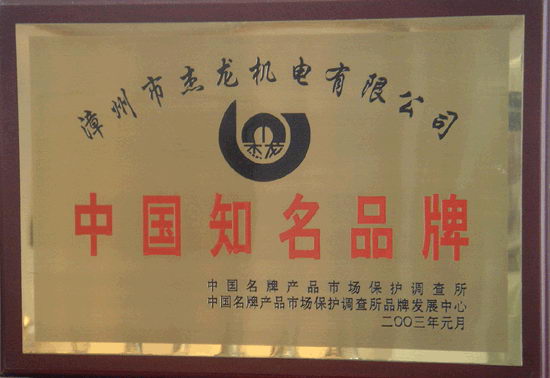 漳州市杰龙机电有限公司
杰龙
中国知名品牌
中国名牌产品市场保护调查所
中国名牌产品市场保护调查所品牌发展中心
二〇〇三年元月